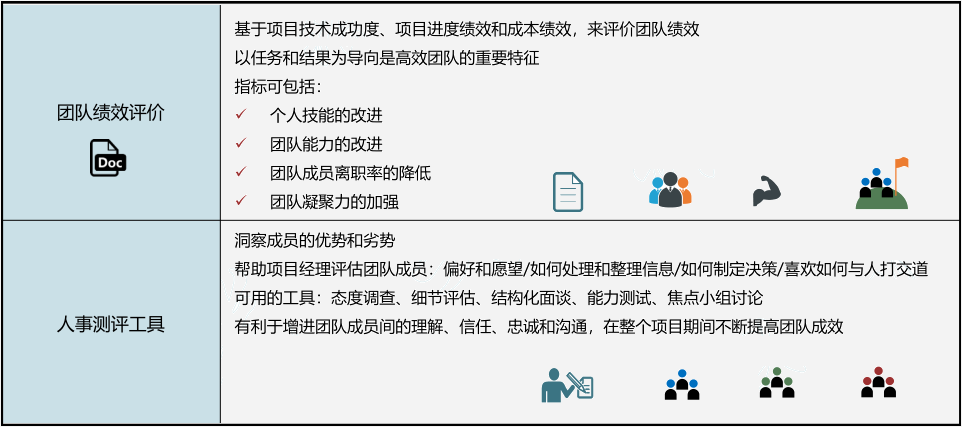 团队绩效评价
Doc
基于项目技术成功度、项目进度绩效和成本绩效，来评价团队绩效
以任务和结果为导向是高效团队的重要特征
指标可包括：
✓ 个人技能的改进
✓ 团队能力的改进
✓ 团队成员离职率的降低
✓ 团队凝聚力的加强
人事测评工具
洞察成员的优势和劣势
帮助项目经理评估团队成员：偏好和愿望/如何处理和整理信息/如何制定决策/喜欢如何与人打交道
可用的工具：态度调查、细节评估、结构化面谈、能力测试、焦点小组讨论
有利于增进团队成员间的理解、信任、忠诚和沟通，在整个项目期间不断提高团队成效